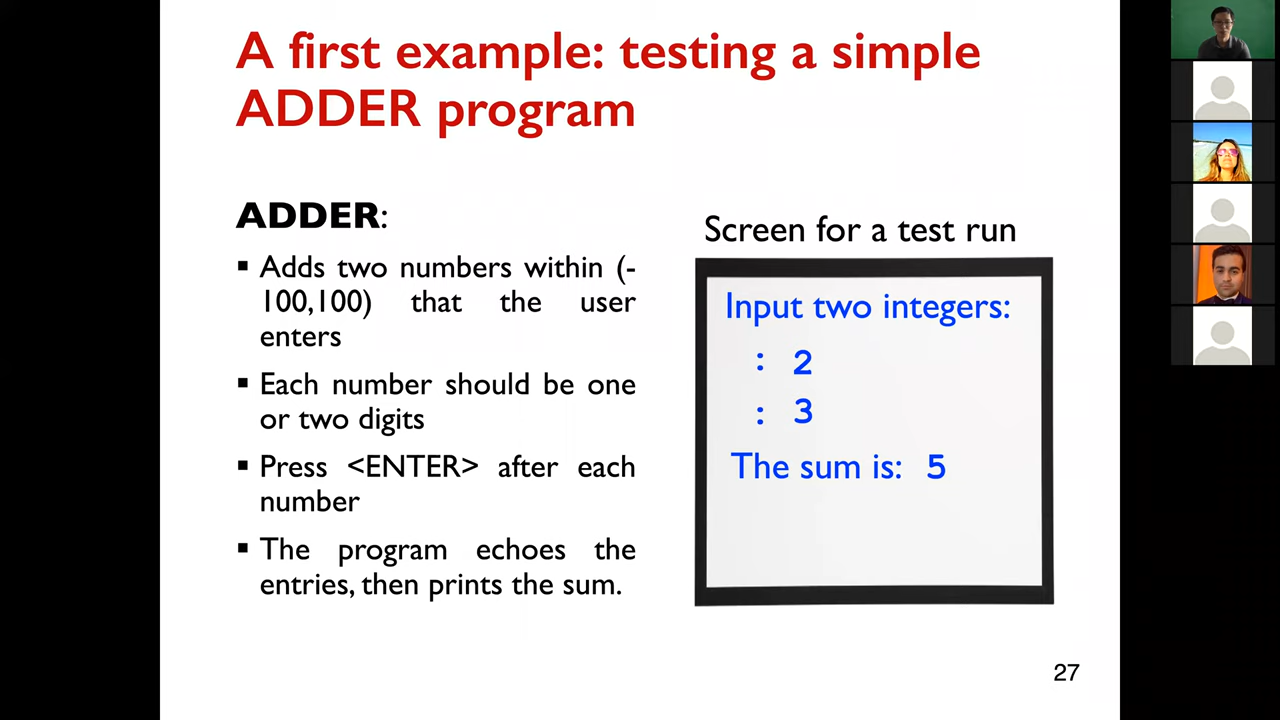 A first example: testing a simple
ADDER program
ADDER:
▪ Adds two numbers within (-
100,100) that the user
enters
▪ Each number should be one
or two digits
▪ Press <ENTER> after each
number
▪ The program echoes the
entries, then prints the sum.
Screen for a test run
Input two integers:
: 2
: 3
The sum is: 5
27